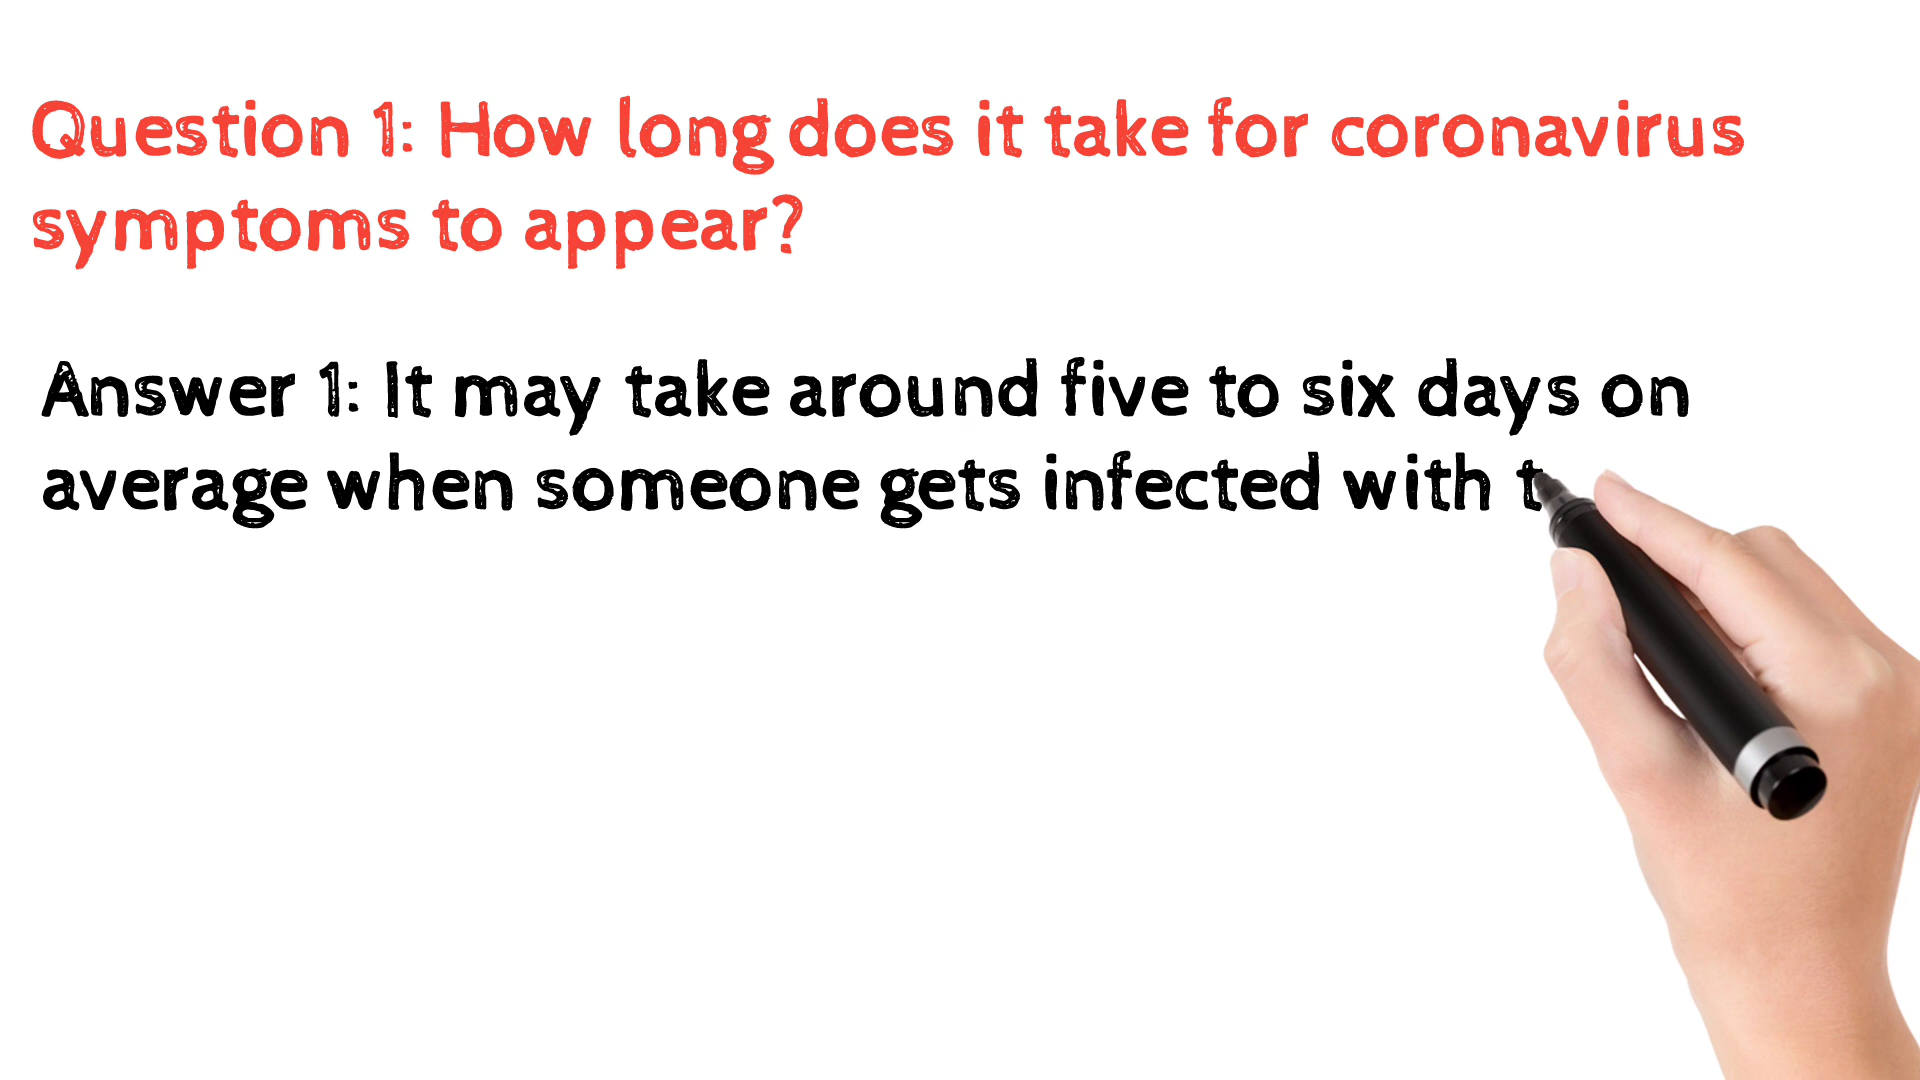 Question 1: How long does it take for coronavirus
symptoms to appear?
Answer 1: It may take around five to six days on
average when someone gets infected with t